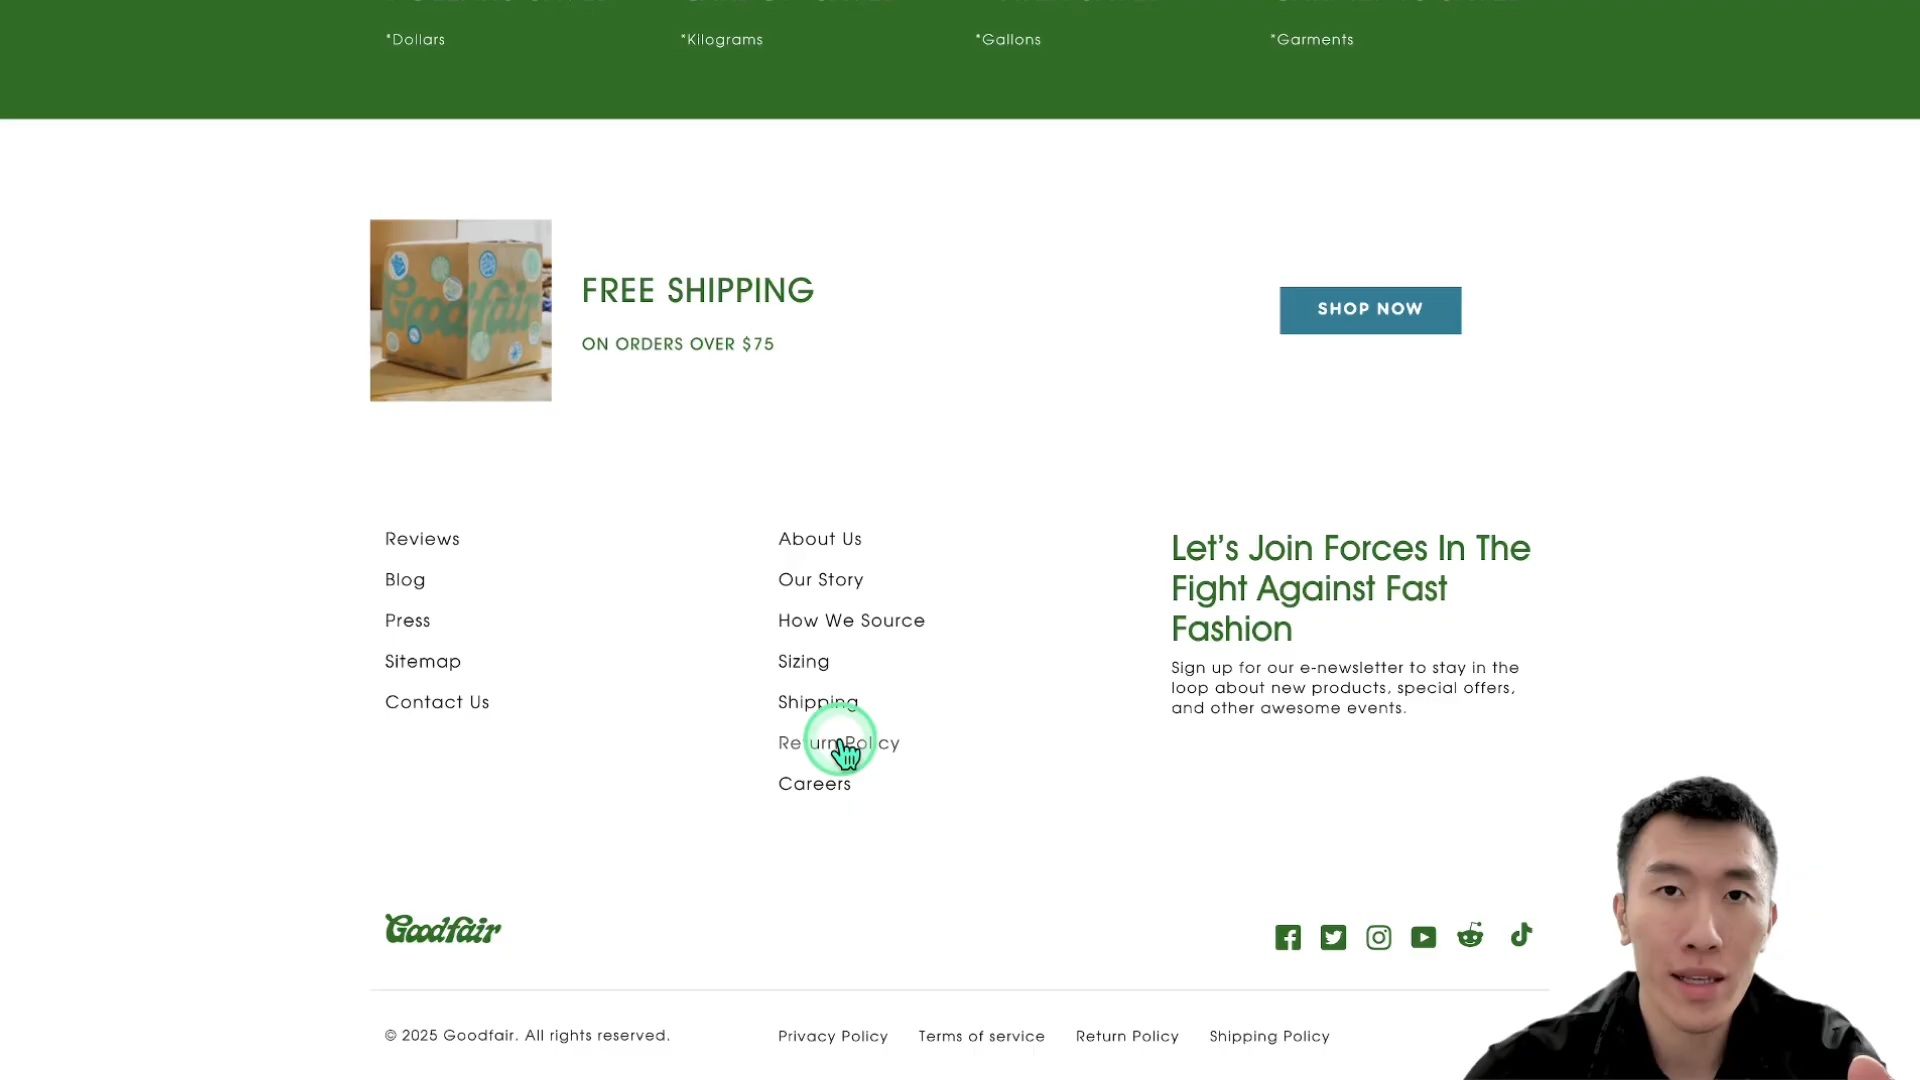 *Dollars
*Kilograms
*Gallons
*Garments
Goodfair
FREE SHIPPING
ON ORDERS OVER $75
SHOP NOW
Reviews
Blog
Press
Sitemap
Contact Us
About Us
Our Story
How We Source
Sizing
Shipping
Return Policy
Careers
Let's Join Forces In The
Fight Against Fast
Fashion
Sign up for our e-newsletter to stay in the
loop about new products, special offers,
and other awesome events.
Goodfair
© 2025 Goodfair. All rights reserved.
Privacy Policy
Terms of service
Return Policy
Shipping Policy